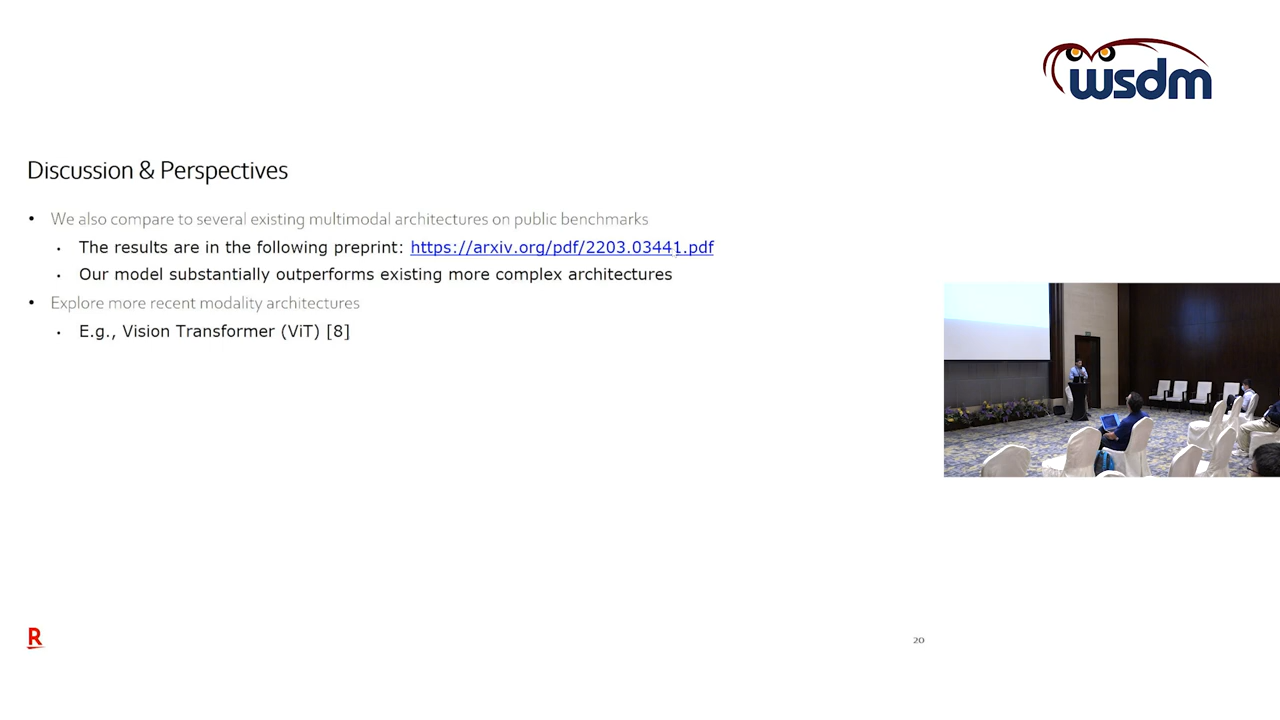 wsdm
Discussion & Perspectives
• We also compare to several existing multimodal architectures on public benchmarks
• The results are in the following preprint: https://arxiv.org/pdf/2203.03441.pdf
• Our model substantially outperforms existing more complex architectures
• Explore more recent modality architectures
• E.g., Vision Transformer (ViT) [8]
R
20